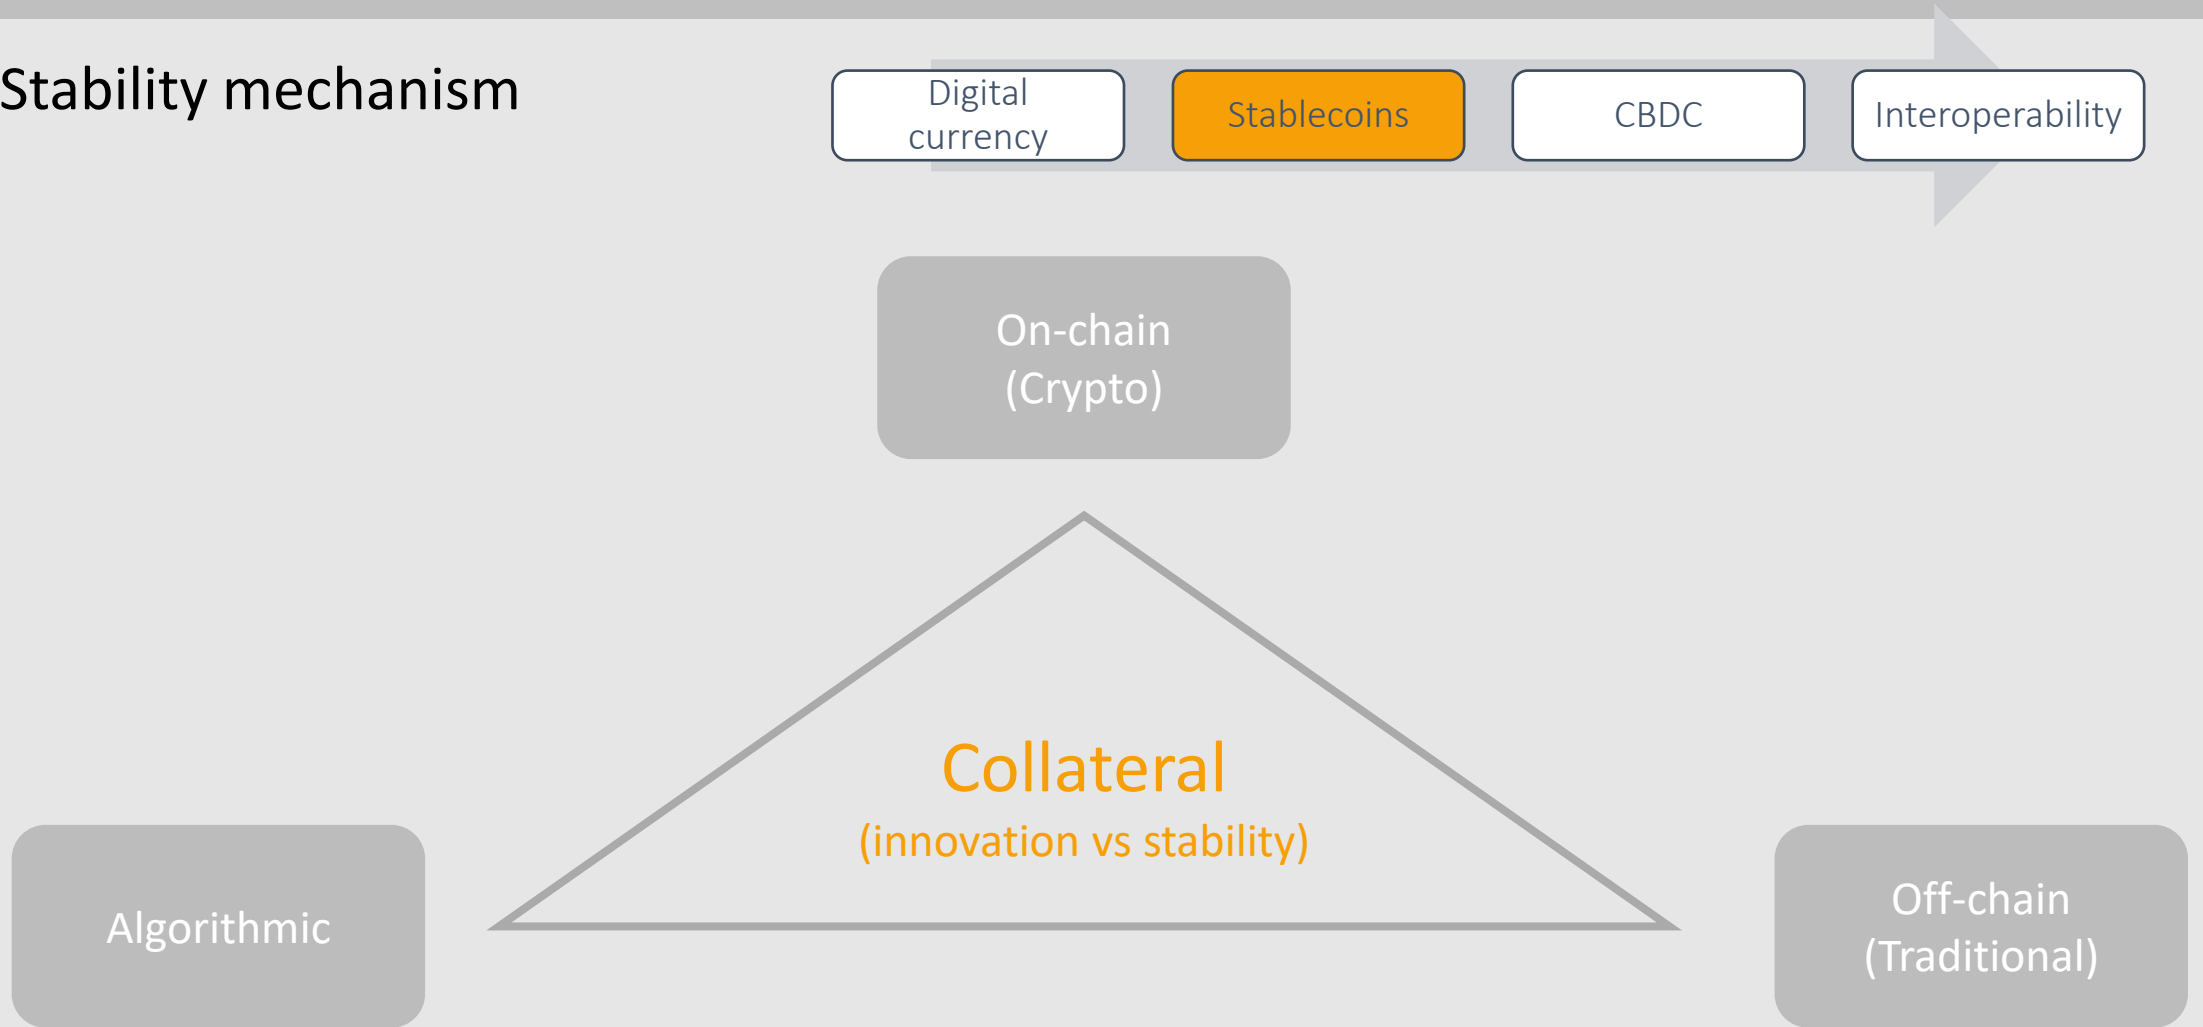 Stability mechanism
Digital
currency
Stablecoins
CBDC
Interoperability
On-chain
(Crypto)
Collateral
(innovation vs stability)
Algorithmic
Off-chain
(Traditional)